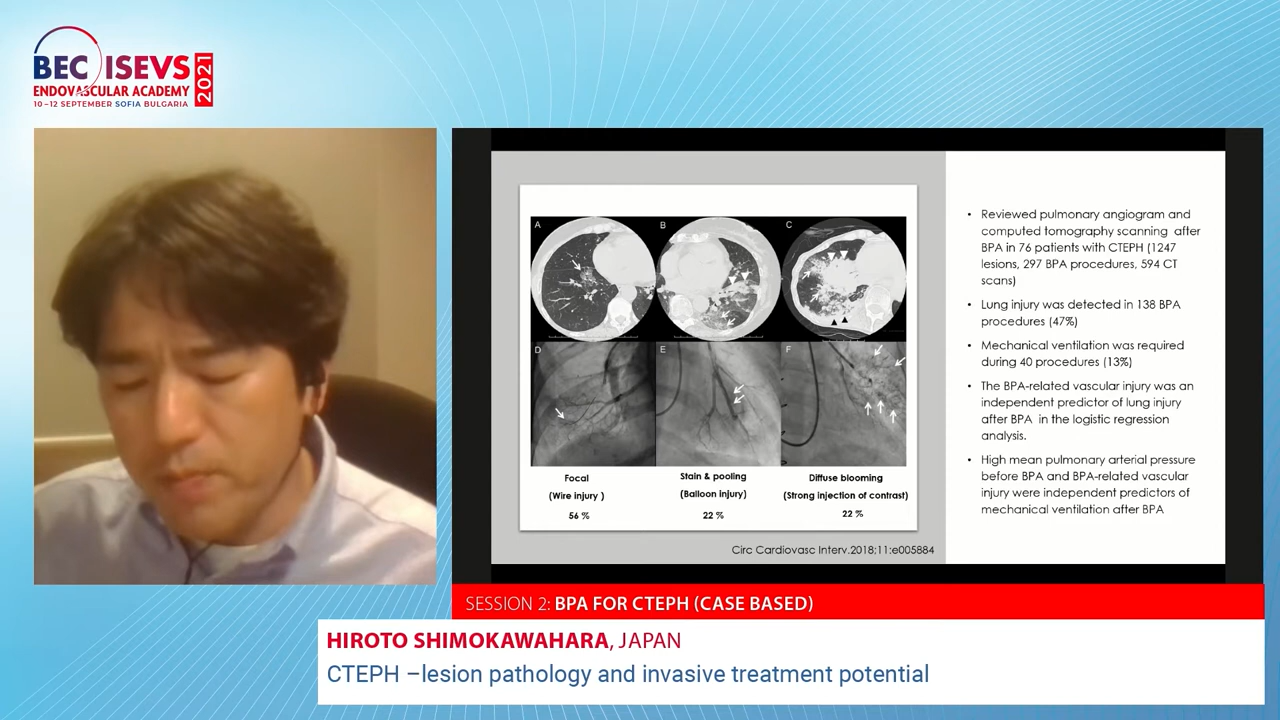 BEC ISEVS
2021
ENDOVASCULAR ACADEMY
10–12 SEPTEMBER SOFIA BULGARIA
A
B
C
D
E
F
Focal
(Wire injury )
56 %
Stain & pooling
(Balloon injury)
22 %
Diffuse blooming
(Strong injection of contrast)
22 %
Circ Cardiovasc Interv.2018;11:e005884
• Reviewed pulmonary angiogram and
computed tomography scanning after
BPA in 76 patients with CTEPH (1247
lesions, 297 BPA procedures, 594 CT
scans)
• Lung injury was detected in 138 BPA
procedures (47%)
• Mechanical ventilation was required
during 40 procedures (13%)
• The BPA-related vascular injury was an
independent predictor of lung injury
after BPA in the logistic regression
analysis.
• High mean pulmonary arterial pressure
before BPA and BPA-related vascular
injury were independent predictors of
mechanical ventilation after BPA
SESSION 2: BPA FOR CTEPH (CASE BASED)
HIROTO SHIMOKAWAHARA, JAPAN
CTEPH –lesion pathology and invasive treatment potential